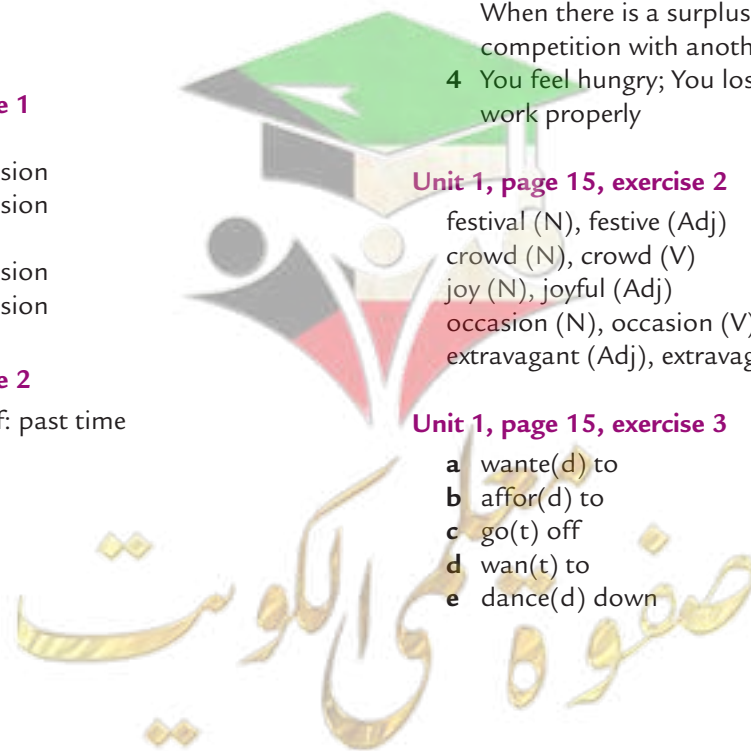 e 1
sion
sion
sion
sion
e 2
f: past time
When there is a surplus
competition with anoth
4 You feel hungry; You los
work properly
Unit 1, page 15, exercise 2
festival (N), festive (Adj)
crowd (N), crowd (V)
joy (N), joyful (Adj)
occasion (N), occasion (V)
extravagant (Adj), extravag
Unit 1, page 15, exercise 3
a wante(d) to
b affor(d) to
c go(t) off
d wan(t) to
e dance(d) down
صفوة معلمى الكويت